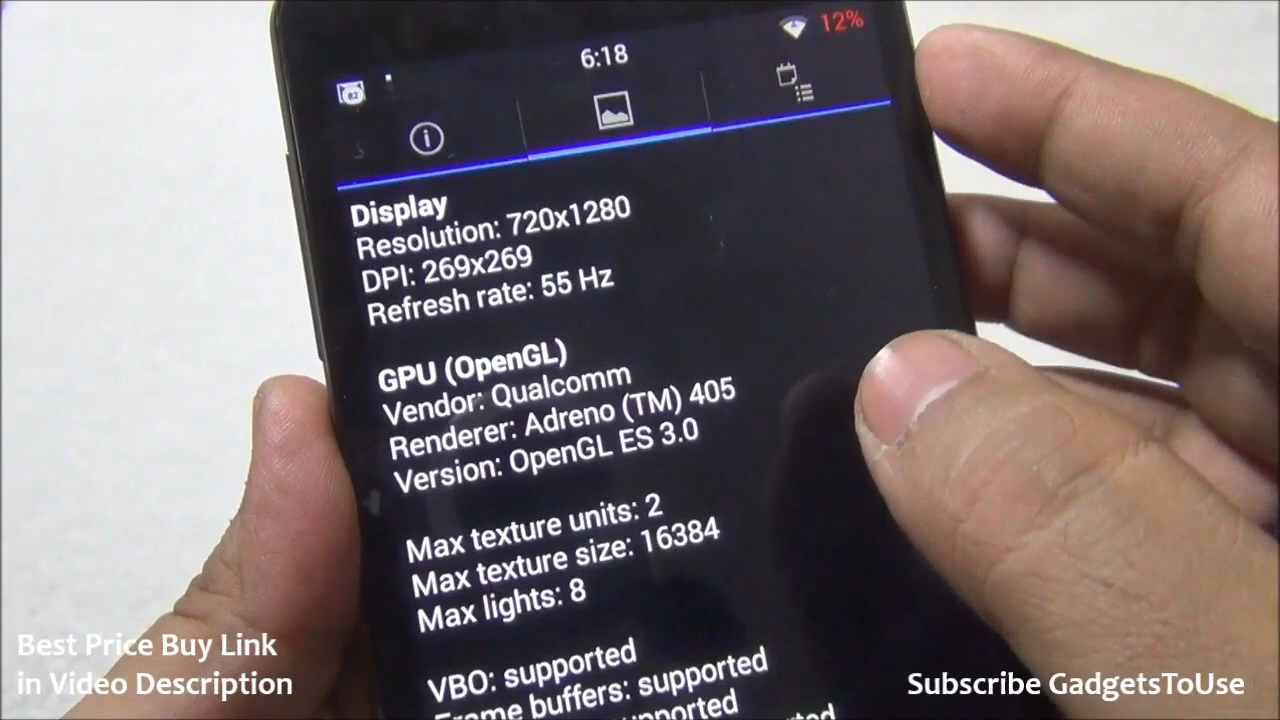 12%
6:18
82
Display
Resolution: 720x1280
DPI: 269x269
Refresh rate: 55 Hz
GPU (OpenGL)
Vendor: Qualcomm
Renderer: Adreno (TM) 405
Version: OpenGL ES 3.0
Max texture units: 2
Max texture size: 16384
Max lights: 8
VBO: supported
Frame buffers: supported
Best Price Buy Link
in Video Description
Subscribe GadgetsToUse